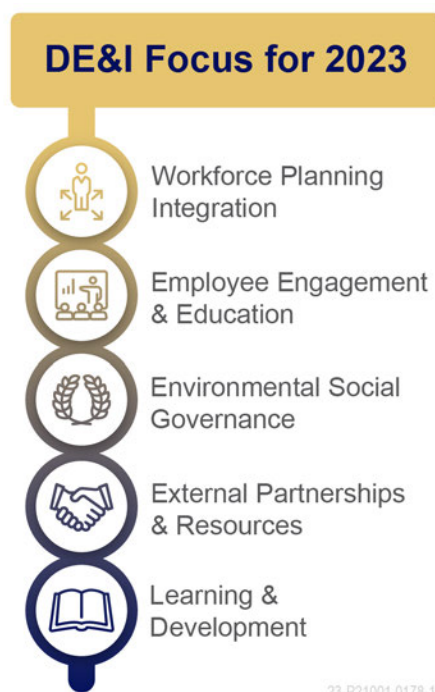 DE&I Focus for 2023
Workforce Planning
Integration
Employee Engagement
& Education
Environmental Social
Governance
External Partnerships
& Resources
Learning &
Development